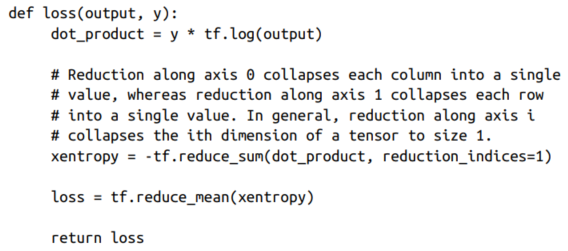 def loss(output, y):
    dot_product = y * tf.log(output)

    # Reduction along axis 0 collapses each column into a single
    # value, whereas reduction along axis 1 collapses each row
    # into a single value. In general, reduction along axis i
    # collapses the ith dimension of a tensor to size 1.
    xentropy = -tf.reduce_sum(dot_product, reduction_indices=1)

    loss = tf.reduce_mean(xentropy)

    return loss